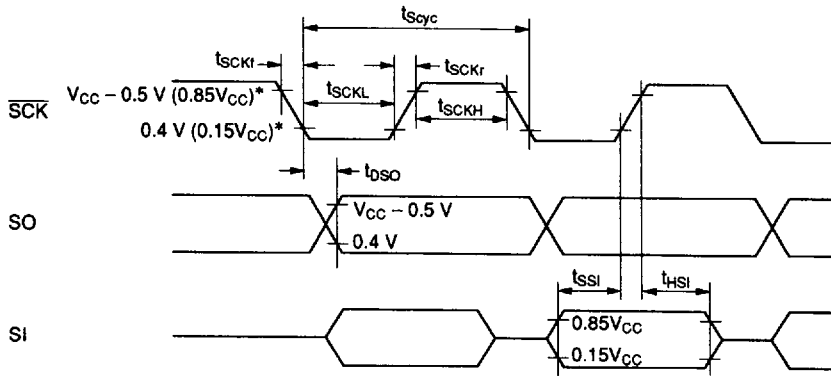 tScyc
tSCKf
tSCKr
tSCKL
tSCKH
SCK
VCC – 0.5 V (0.85VCC)*
0.4 V (0.15VCC)*
tDSO
SO
VCC – 0.5 V
0.4 V
tSSI
tHSI
SI
0.85VCC
0.15VCC